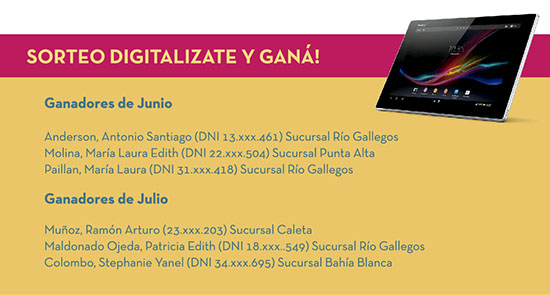 SORTEO DIGITALIZATE Y GANÁ!
Ganadores de Junio
Anderson, Antonio Santiago (DNI 13.xxx.461) Sucursal Río Gallegos
Molina, María Laura Edith (DNI 22.xxx.504) Sucursal Punta Alta
Paillan, María Laura (DNI 31.xxx.418) Sucursal Río Gallegos
Ganadores de Julio
Muñoz, Ramón Arturo (23.xxx.203) Sucursal Caleta
Maldonado Ojeda, Patricia Edith (DNI 18.xxx..549) Sucursal Río Gallegos
Colombo, Stephanie Yanel (DNI 34.xxx.695) Sucursal Bahía Blanca